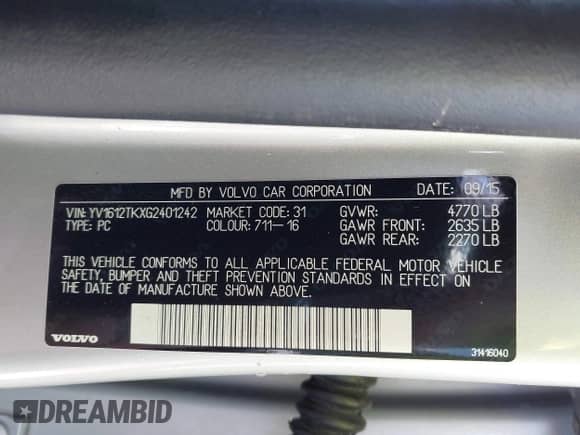 MFD BY VOLVO CAR CORPORATION DATE: 09/15
VIN: YV1612TKXG2401242 MARKET CODE: 31 GVWR: 4770 LB
TYPE: PC COLOUR: 711-16 GAWR FRONT: 2635 LB
GAWR REAR: 2270 LB
THIS VEHICLE CONFORMS TO ALL APPLICABLE FEDERAL MOTOR VEHICLE
SAFETY, BUMPER AND THEFT PREVENTION STANDARDS IN EFFECT ON
THE DATE OF MANUFACTURE SHOWN ABOVE.
VOLVO 31416040
DREAMBID